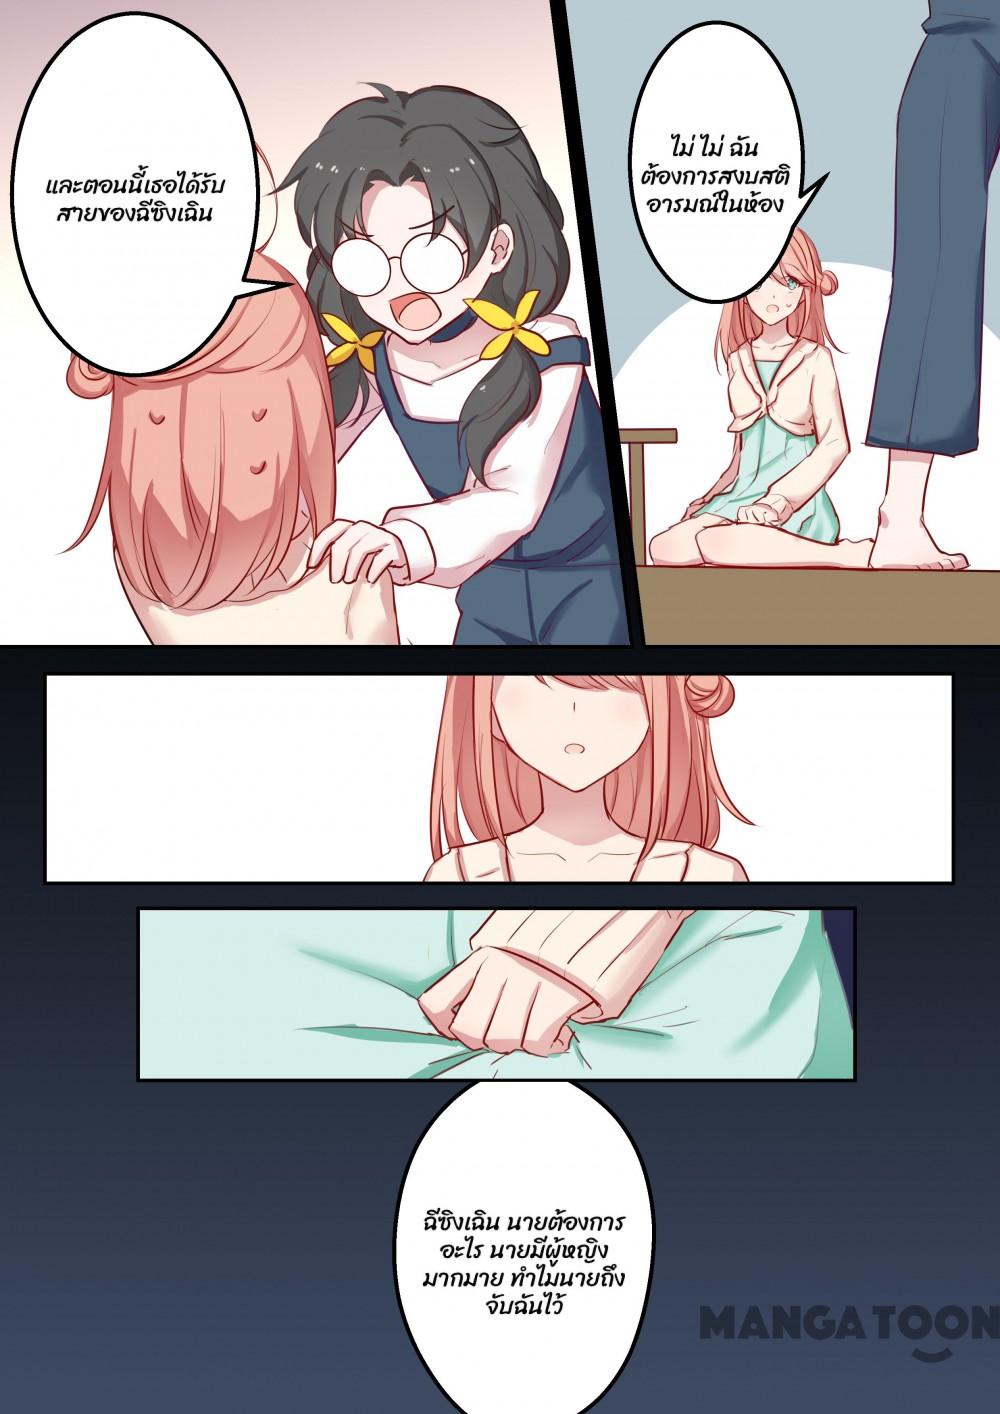 และตอนนี้เธอได้รับ
สายของฉีซิงเฉิน
ไม่ ไม่ ฉัน
ต้องการสงบสติ
อารมณ์ในห้อง
ฉีซิงเฉิน นายต้องการ
อะไร นายมีผู้หญิง
มากมาย ทำไมนายถึง
จับฉันไว้
MANGATOON